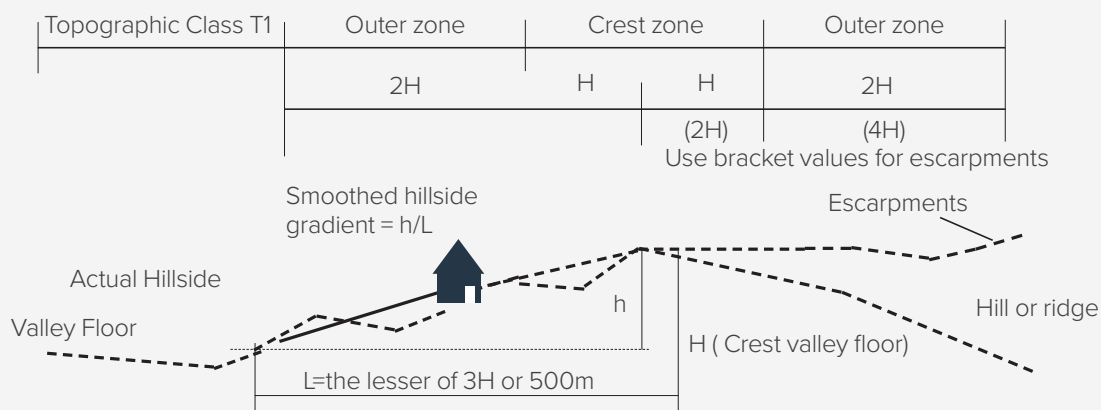 Topographic Class T1 Outer zone Crest zone Outer zone
2H H H 2H
(2H) (4H)
Use bracket values for escarpments
Smoothed hillside
gradient = h/L
Escarpments
Actual Hillside
h
Hill or ridge
Valley Floor
H ( Crest valley floor)
L=the lesser of 3H or 500m